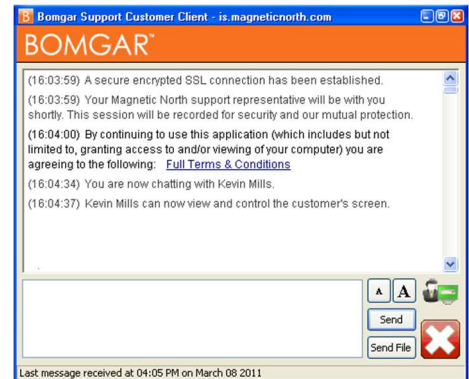 Bomgar Support Customer Client - is.magneticnorth.com
BOMGAR™
(16:03:59) A secure encrypted SSL connection has been established.
(16:03:59) Your Magnetic North support representative will be with you
shortly. This session will be recorded for security and our mutual protection.
(16:04:00) By continuing to use this application (which includes but not
limited to, granting access to and/or viewing of your computer) you are
agreeing to the following: Full Terms & Conditions
(16:04:34) You are now chatting with Kevin Mills.
(16:04:37) Kevin Mills can now view and control the customer's screen.
A A
Send
Send File
Last message received at 04:05 PM on March 08 2011